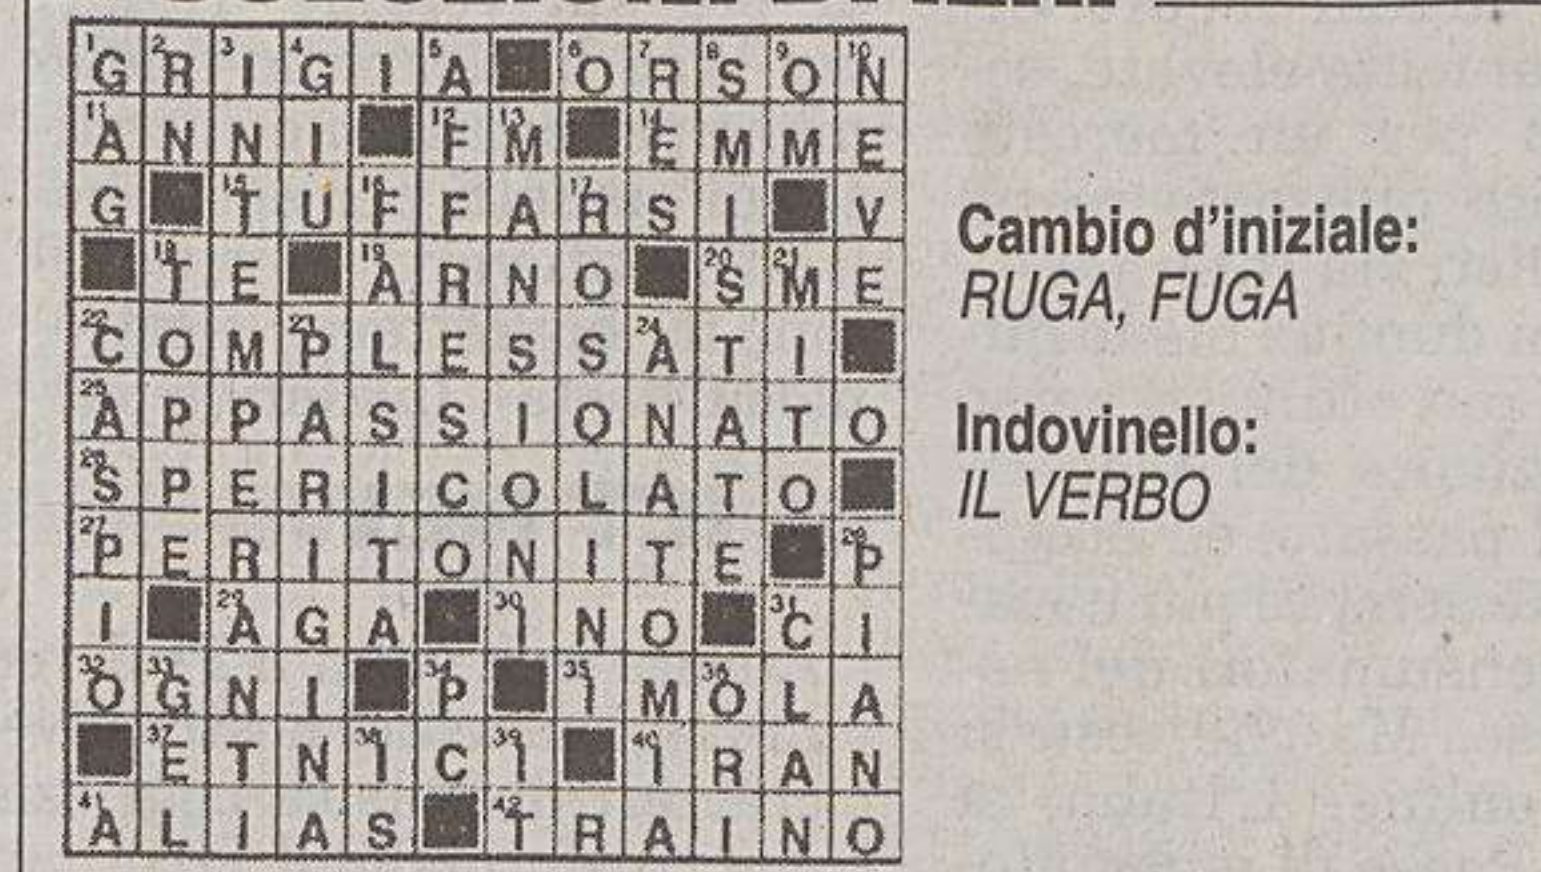 GRIGIA ORSON
ANNI FM EMME
G TUFFARSI V
TE ARNO SME
COMPLESSATI
APPASSIONATO
SPERICOLATO
PERITONITE P
I AGA INO CI
OGNI P IMOLA
ETNICI IRAN
ALIAS TRAINO
Cambio d'iniziale:
RUGA, FUGA
Indovinello:
IL VERBO